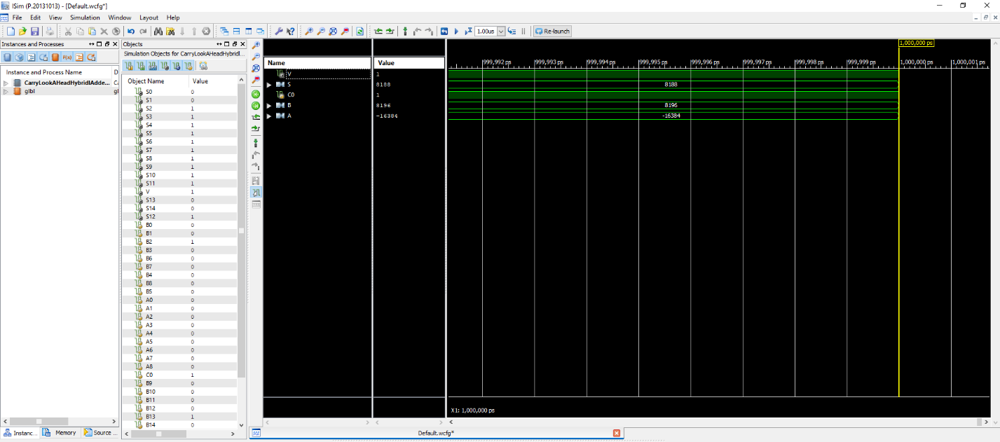 ISim (P.20131013) - [Default.wcfg*]
File Edit View Simulation Window Layout Help
1.00us Re-launch
Instances and Processes
Instance and Process Name D
CarryLookAHeadHybridIAdde... Ca
glbl gl
Instanc... Memory Source ...
Objects
Simulation Objects for CarryLookAHeadHybridI...
Object Name Value
S0 0
S1 0
S2 1
S3 1
S4 1
S5 1
S6 1
S7 1
S8 1
S9 1
S10 1
S11 1
V 1
S13 0
S14 0
S12 1
B0 0
B1 0
B2 1
B3 0
B6 0
B7 0
B4 0
B8 0
B5 0
A0 0
A1 0
A2 0
A3 0
A4 0
A5 0
A6 0
A7 0
A8 0
C0 1
B9 0
B10 0
B11 0
B12 0
B13 1
B14 0
Name Value
V 1
S 8188
C0 1
B 8196
A -16384
1,000,000 ps
999,992 ps 999,993 ps 999,994 ps 999,995 ps 999,996 ps 999,997 ps 999,998 ps 999,999 ps 1,000,000 ps 1,000,001 ps
8188
8196
-16384
X1: 1,000,000 ps
Default.wcfg*